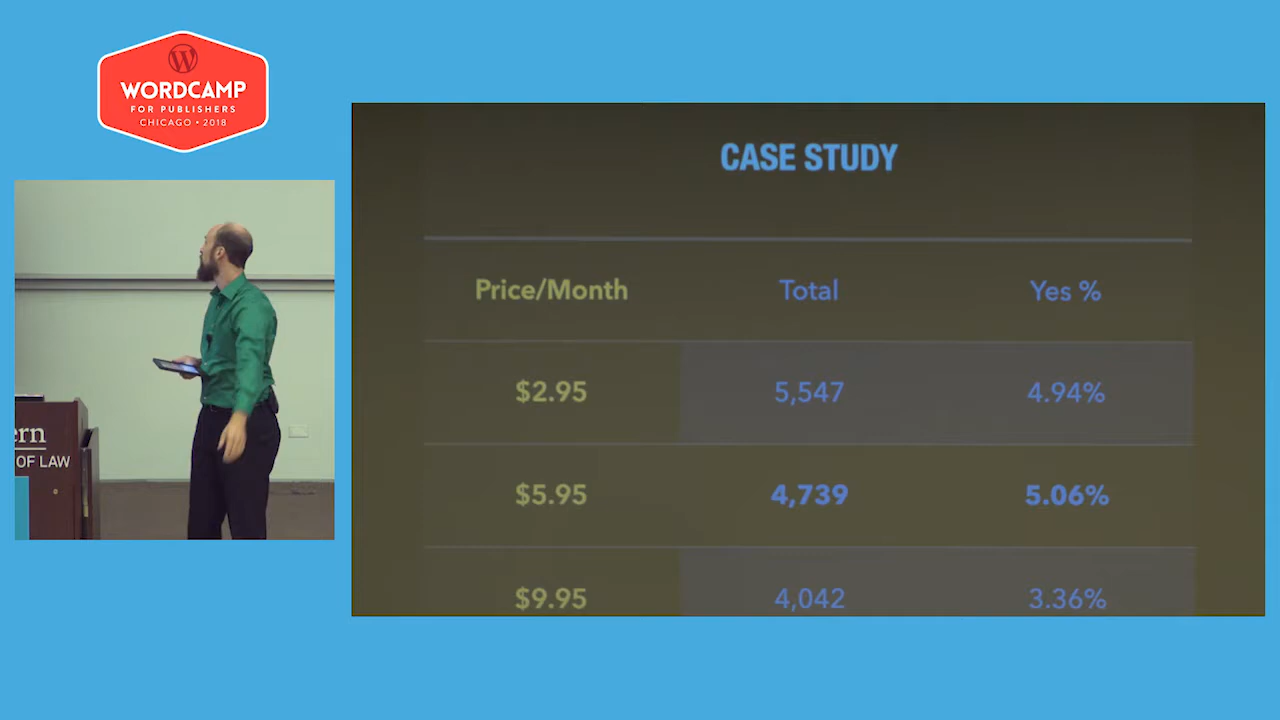 WORDCAMP
FOR PUBLISHERS
CHICAGO • 2018
ern
OF LAW
CASE STUDY
Price/Month Total Yes %
$2.95 5,547 4.94%
$5.95 4,739 5.06%
$9.95 4,042 3.36%